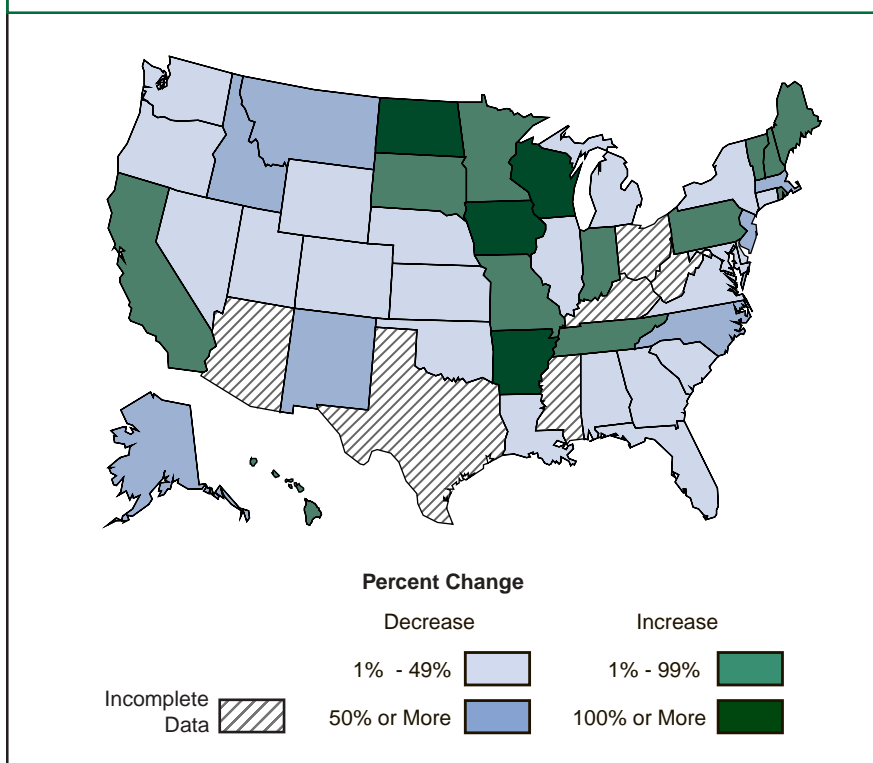 Percent Change
Decrease
Increase
1% - 49%
1% - 99%
Incomplete
Data
50% or More
100% or More